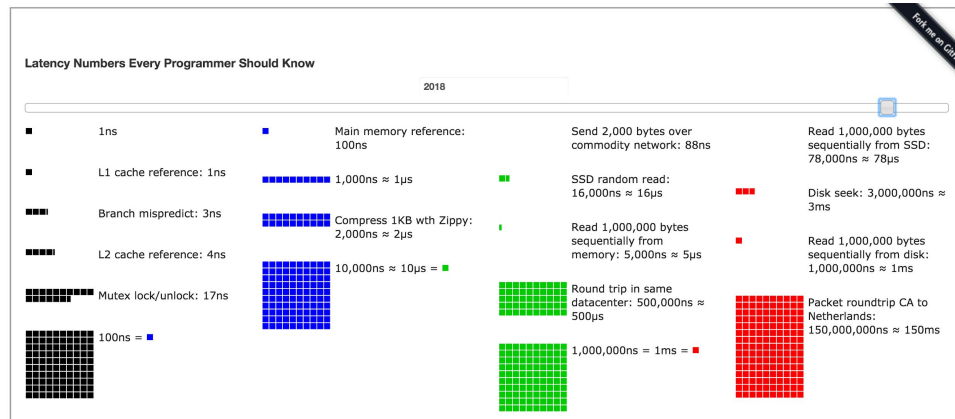 Fork me on GitH
Latency Numbers Every Programmer Should Know
2018
1ns
L1 cache reference: 1ns
Branch mispredict: 3ns
L2 cache reference: 4ns
Mutex lock/unlock: 17ns
100ns =
Main memory reference:
100ns
1,000ns ≈ 1μs
Compress 1KB wth Zippy:
2,000ns ≈ 2μs
10,000ns ≈ 10μs =
Send 2,000 bytes over
commodity network: 88ns
SSD random read:
16,000ns ≈ 16μs
Read 1,000,000 bytes
sequentially from
memory: 5,000ns ≈ 5μs
Round trip in same
datacenter: 500,000ns ≈
500μs
1,000,000ns = 1ms =
Read 1,000,000 bytes
sequentially from SSD:
78,000ns ≈ 78μs
Disk seek: 3,000,000ns ≈
3ms
Read 1,000,000 bytes
sequentially from disk:
1,000,000ns ≈ 1ms
Packet roundtrip CA to
Netherlands:
150,000,000ns ≈ 150ms